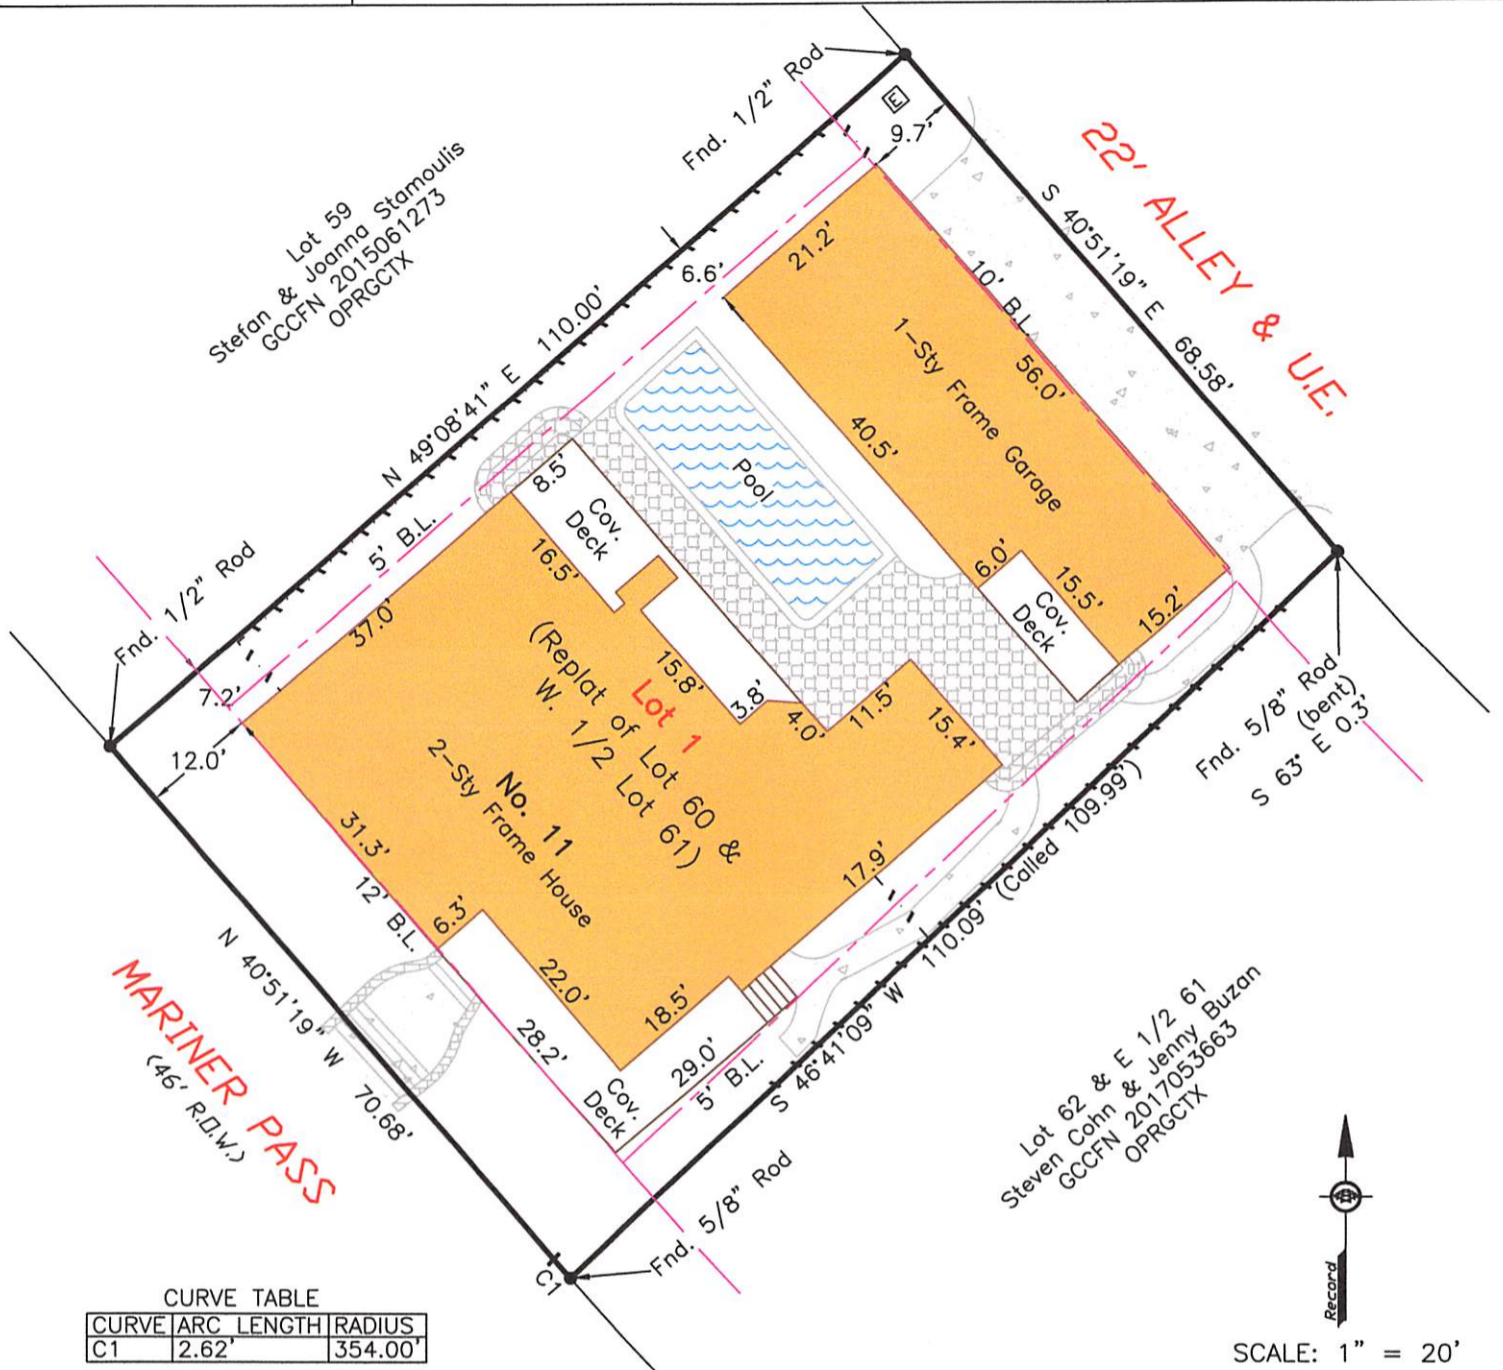 Fnd. 1/2" Rod
E
9.7'
22' ALLEY & U.E.
Lot 59
Stefan & Joanna Stamoulis
GCCFN 2015061273
OPRGCTX
S 40°51'19" E 68.58'
N 49°08'41" E 110.00'
6.6'
21.2'
10' B.L.
56.0'
1-Sty Frame Garage
40.5'
Pool
8.5'
Cov.
Deck
16.5'
5' B.L.
6.0'
15.5'
Cov.
Deck
15.2'
Fnd. 1/2" Rod
37.0'
7.2'
12.0'
15.8'
3.8'
4.0'
11.5'
15.4'
Lot 1
(Replat of Lot 60 &
W. 1/2 Lot 61)
No. 11
2-Sty Frame House
Fnd. 5/8" Rod
(bent)
S 63° E 0.3'
31.3'
12' B.L.
6.3'
22.0'
18.5'
17.9'
28.2'
29.0'
Cov.
Deck
5' B.L.
S 46°41'09" W 110.09' (Called 109.99')
N 40°51'19" W 70.68'
MARINER PASS
(46' R.O.W.)
Lot 62 & E 1/2 61
Steven Cohn & Jenny Buzan
GCCFN 2017053663
OPRGCTX
Fnd. 5/8" Rod
C1
Record
SCALE: 1" = 20'
CURVE TABLE
CURVE ARC LENGTH RADIUS
C1 2.62' 354.00'